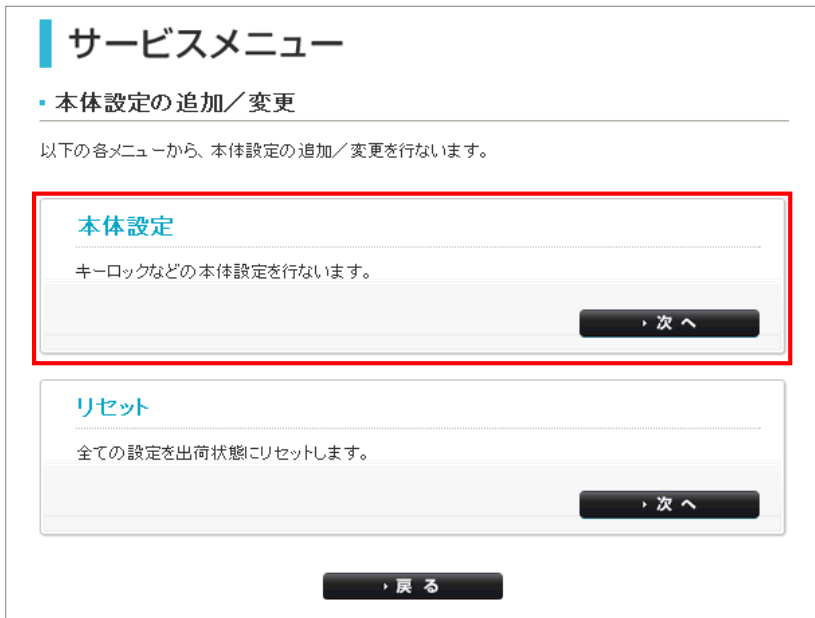 サービスメニュー
本体設定の追加／変更
以下の各メニューから、本体設定の追加／変更を行ないます。
本体設定
キーロックなどの本体設定を行ないます。
次へ
リセット
全ての設定を出荷状態にリセットします。
次へ
戻る